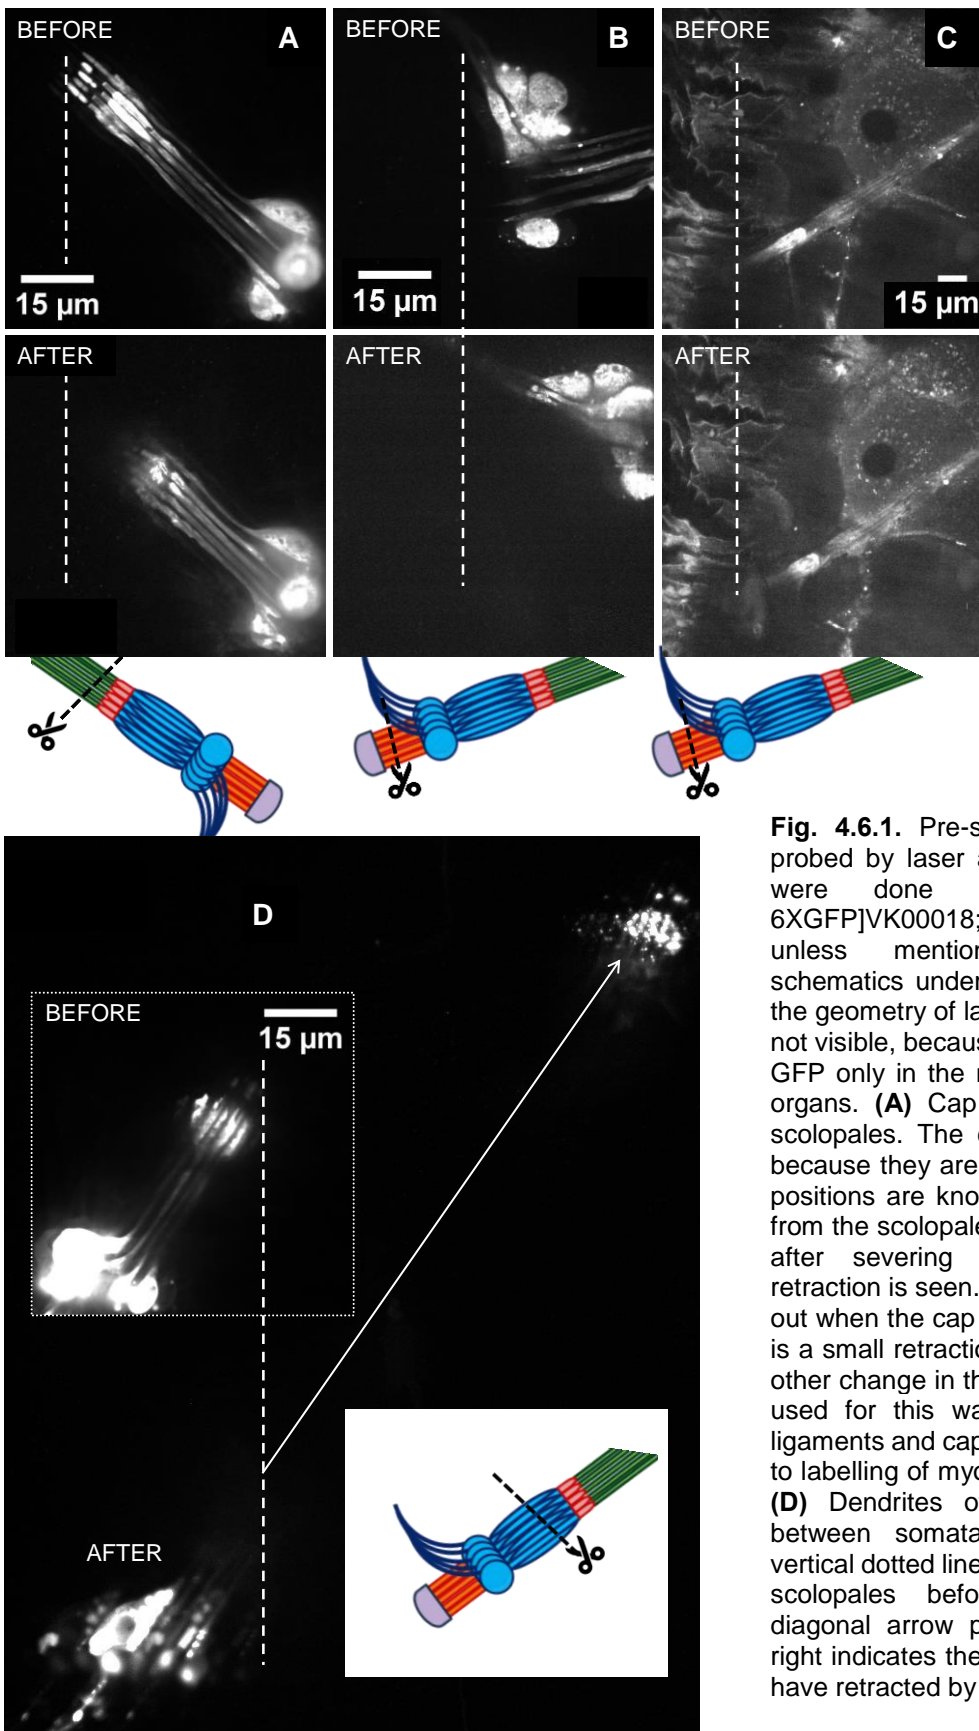 BEFORE
A
15 µm
BEFORE
B
15 µm
BEFORE
C
15 µm
AFTER
AFTER
AFTER
D
BEFORE
15 µm
AFTER
Fig. 4.6.1. Pre-s
probed by laser a
were done
6XGFP]VK00018;
unless mention
schematics under
the geometry of la
not visible, becaus
GFP only in the r
organs. (A) Cap
scolopales. The
because they are
positions are kno
from the scolopale
after severing
retraction is seen.
out when the cap
is a small retractic
other change in th
used for this wa
ligaments and cap
to labelling of myc
(D) Dendrites o
between somata
vertical dotted line
scolopales befo
diagonal arrow p
right indicates the
have retracted by